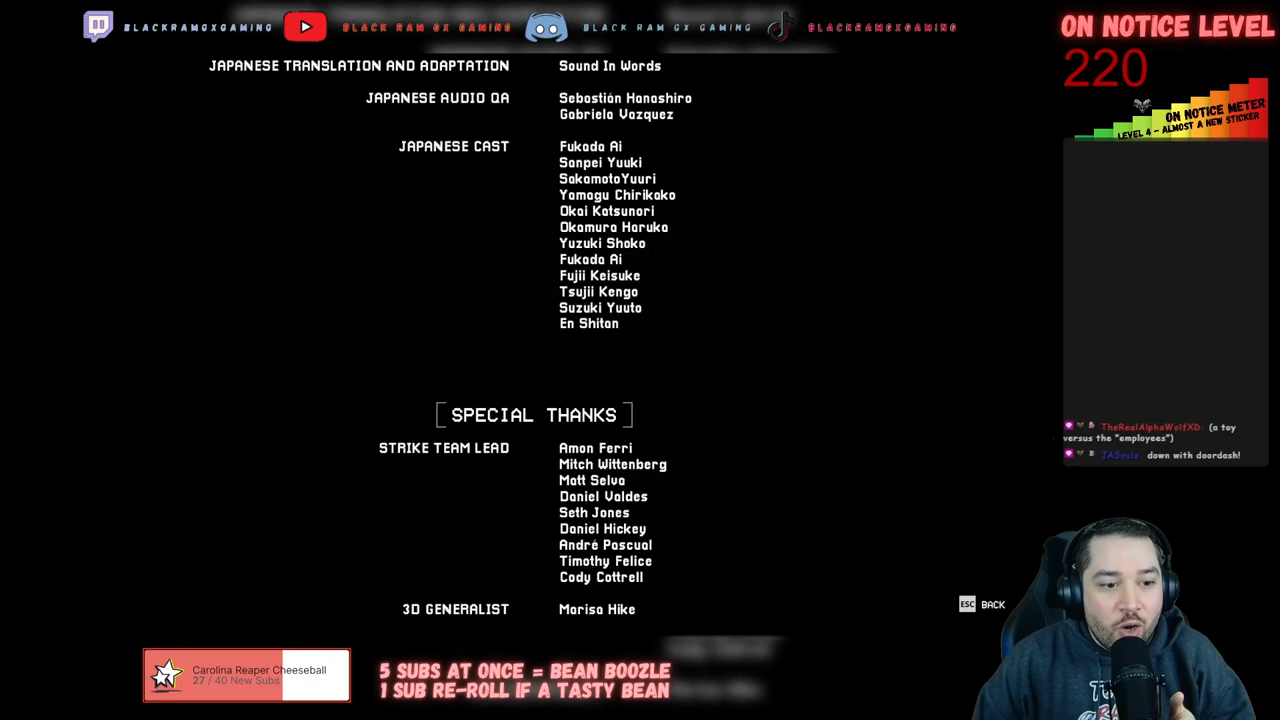 BLACKRAMGXGAMING
BLACK RAM GX GAMING
BLACK RAM GX GAMING
BLACKRAMGXGAMING
ON NOTICE LEVEL
220
ON NOTICE METER
LEVEL 4 - ALMOST A NEW STICKER
JAPANESE TRANSLATION AND ADAPTATION Sound In Words
JAPANESE AUDIO QA Sebastián Hanashiro
Gabriela Vazquez
JAPANESE CAST Fukada Ai
Sanpei Yuuki
SakamotoYuuri
Yamagu Chirikako
Okai Katsunori
Okamura Haruka
Yuzuki Shoko
Fukada Ai
Fujii Keisuke
Tsujii Kengo
Suzuki Yuuto
En Shitan
[SPECIAL THANKS]
STRIKE TEAM LEAD Amon Ferri
Mitch Wittenberg
Matt Selva
Daniel Valdes
Seth Jones
Daniel Hickey
André Pascual
Timothy Felice
Cody Cottrell
3D GENERALIST Marisa Hike
TheRealAlphaWolfXD: (a toy
versus the "employees")
JASoulz down with doordash!
ESC BACK
Carolina Reaper Cheeseball
27 / 40 New Subs
5 SUBS AT ONCE = BEAN BOOZLE
1 SUB RE-ROLL IF A TASTY BEAN